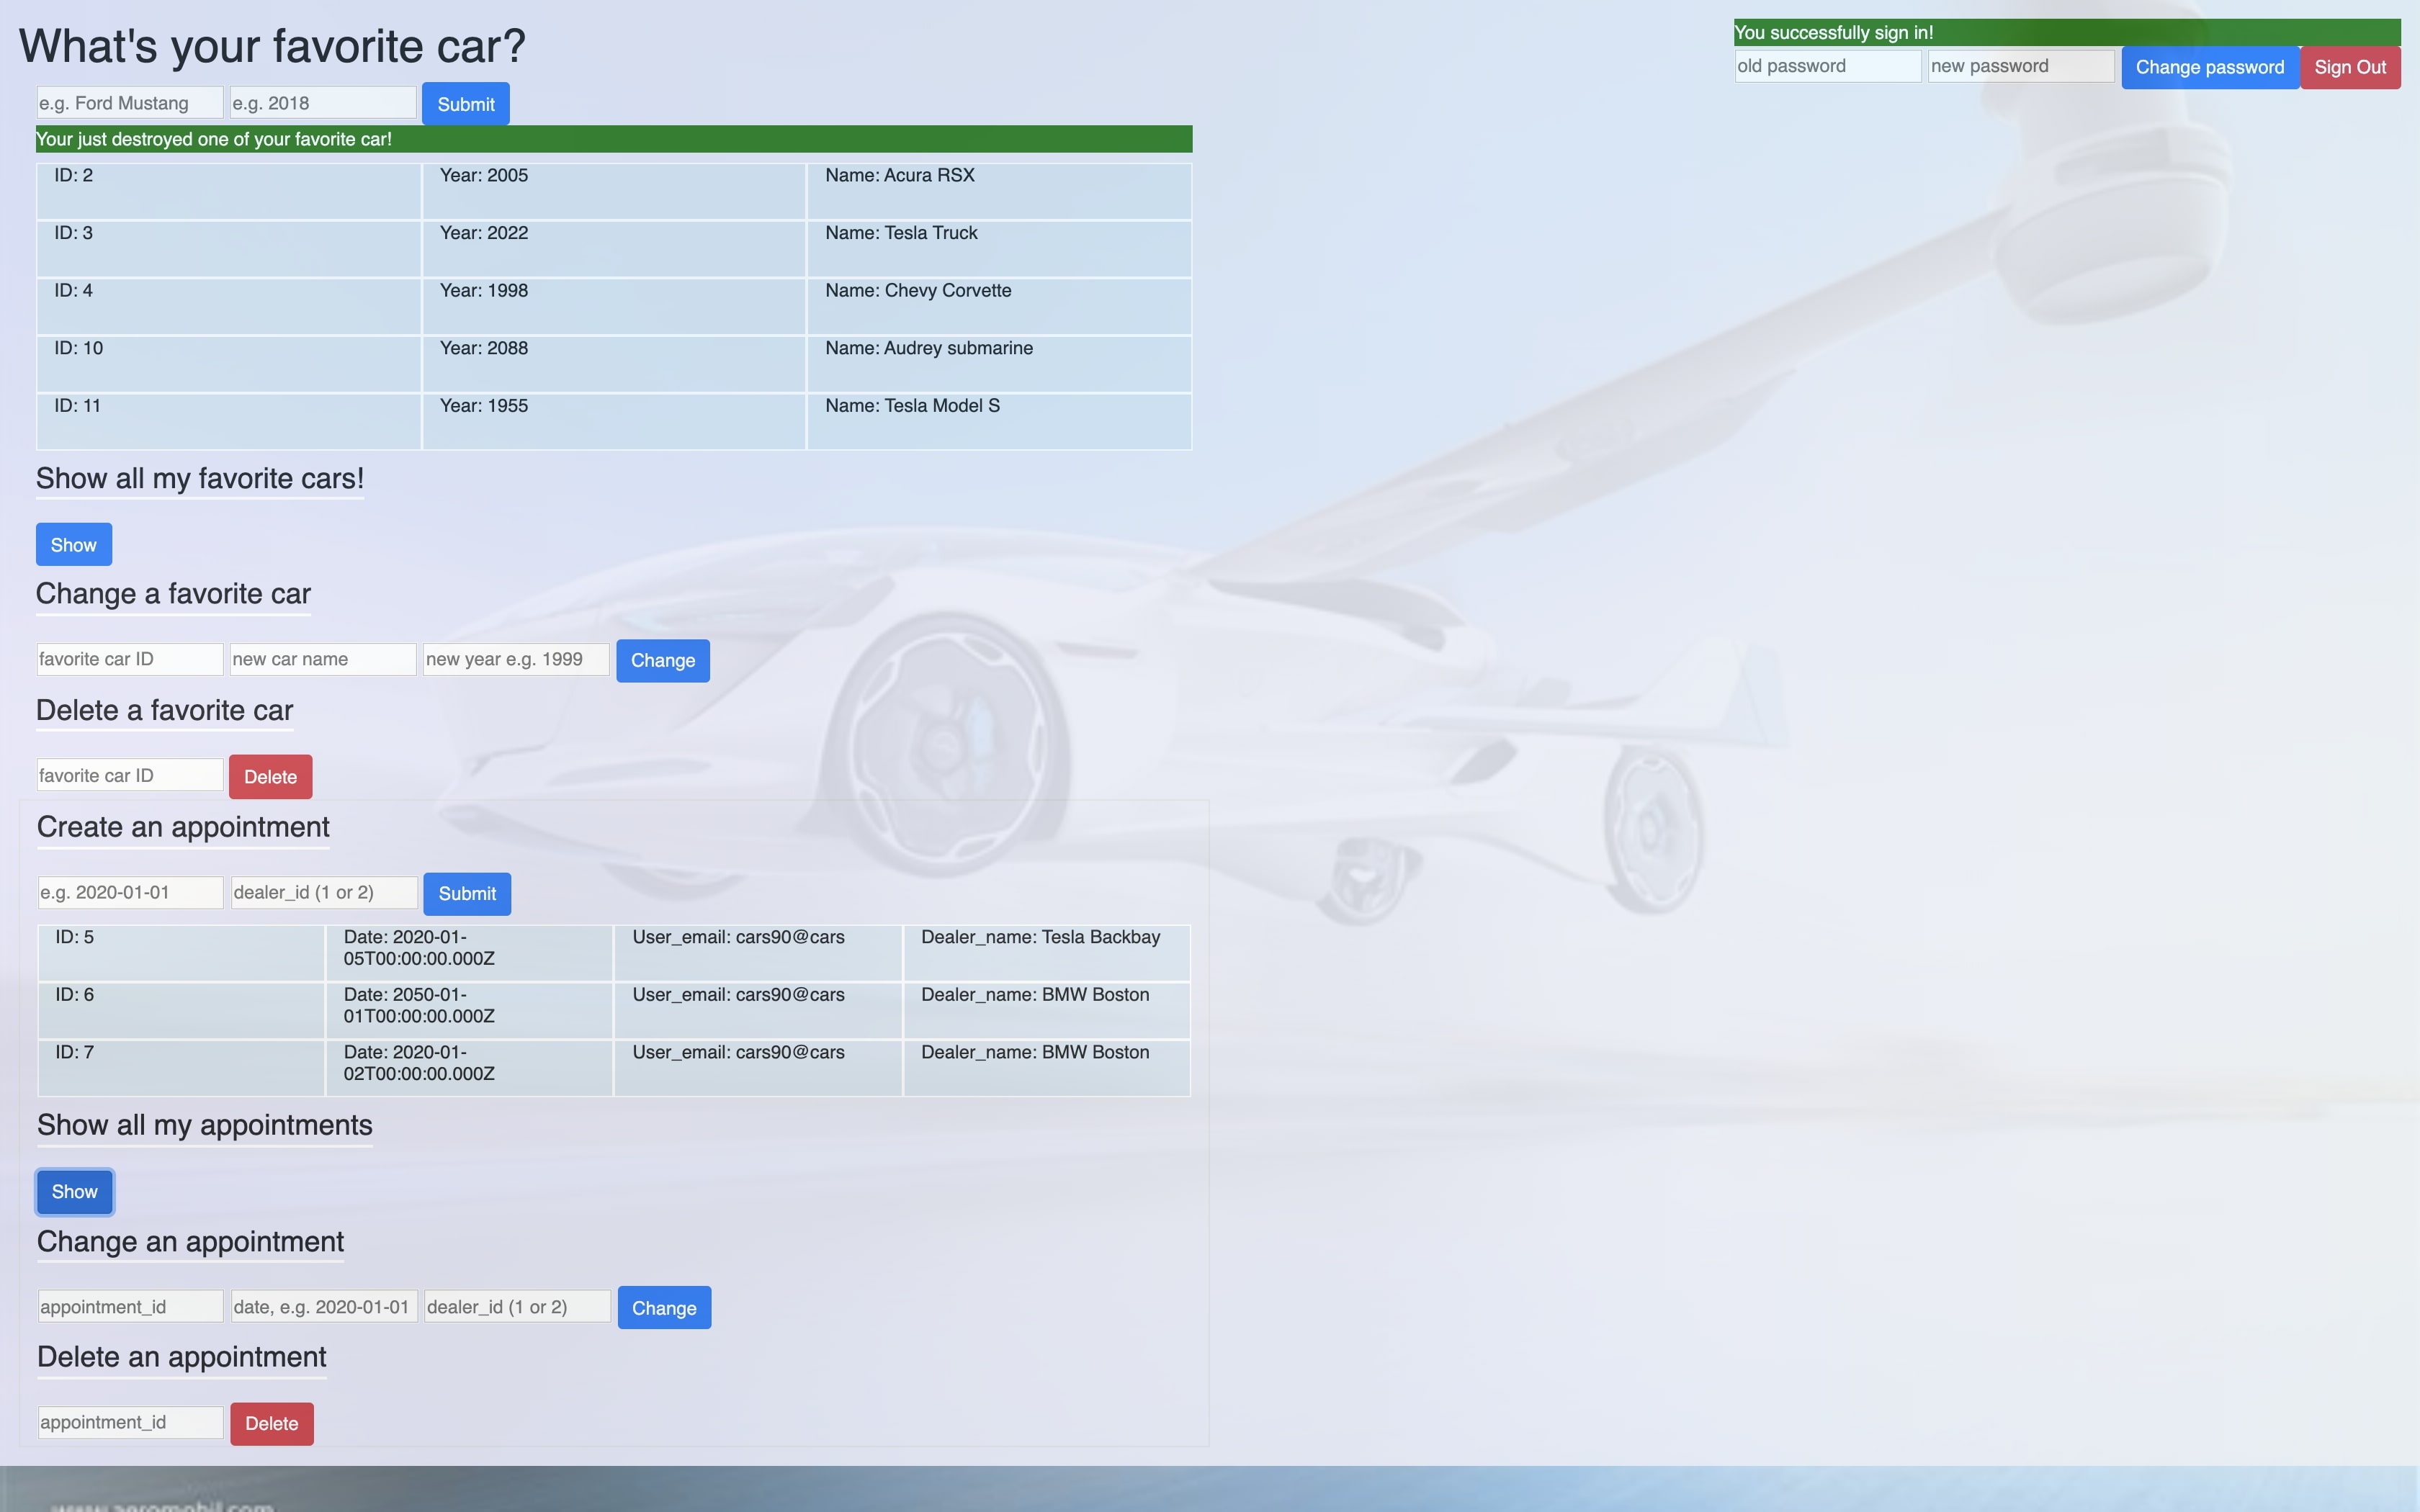 What's your favorite car?
You successfully sign in!
old password new password Change password Sign Out
e.g. Ford Mustang e.g. 2018 Submit
Your just destroyed one of your favorite car!
ID: 2 Year: 2005 Name: Acura RSX
ID: 3 Year: 2022 Name: Tesla Truck
ID: 4 Year: 1998 Name: Chevy Corvette
ID: 10 Year: 2088 Name: Audrey submarine
ID: 11 Year: 1955 Name: Tesla Model S
Show all my favorite cars!
Show
Change a favorite car
favorite car ID new car name new year e.g. 1999 Change
Delete a favorite car
favorite car ID Delete
Create an appointment
e.g. 2020-01-01 dealer_id (1 or 2) Submit
ID: 5 Date: 2020-01- User_email: cars90@cars Dealer_name: Tesla Backbay
05T00:00:00.000Z
ID: 6 Date: 2050-01- User_email: cars90@cars Dealer_name: BMW Boston
01T00:00:00.000Z
ID: 7 Date: 2020-01- User_email: cars90@cars Dealer_name: BMW Boston
02T00:00:00.000Z
Show all my appointments
Show
Change an appointment
appointment_id date, e.g. 2020-01-01 dealer_id (1 or 2) Change
Delete an appointment
appointment_id Delete
www.aeromobil.com